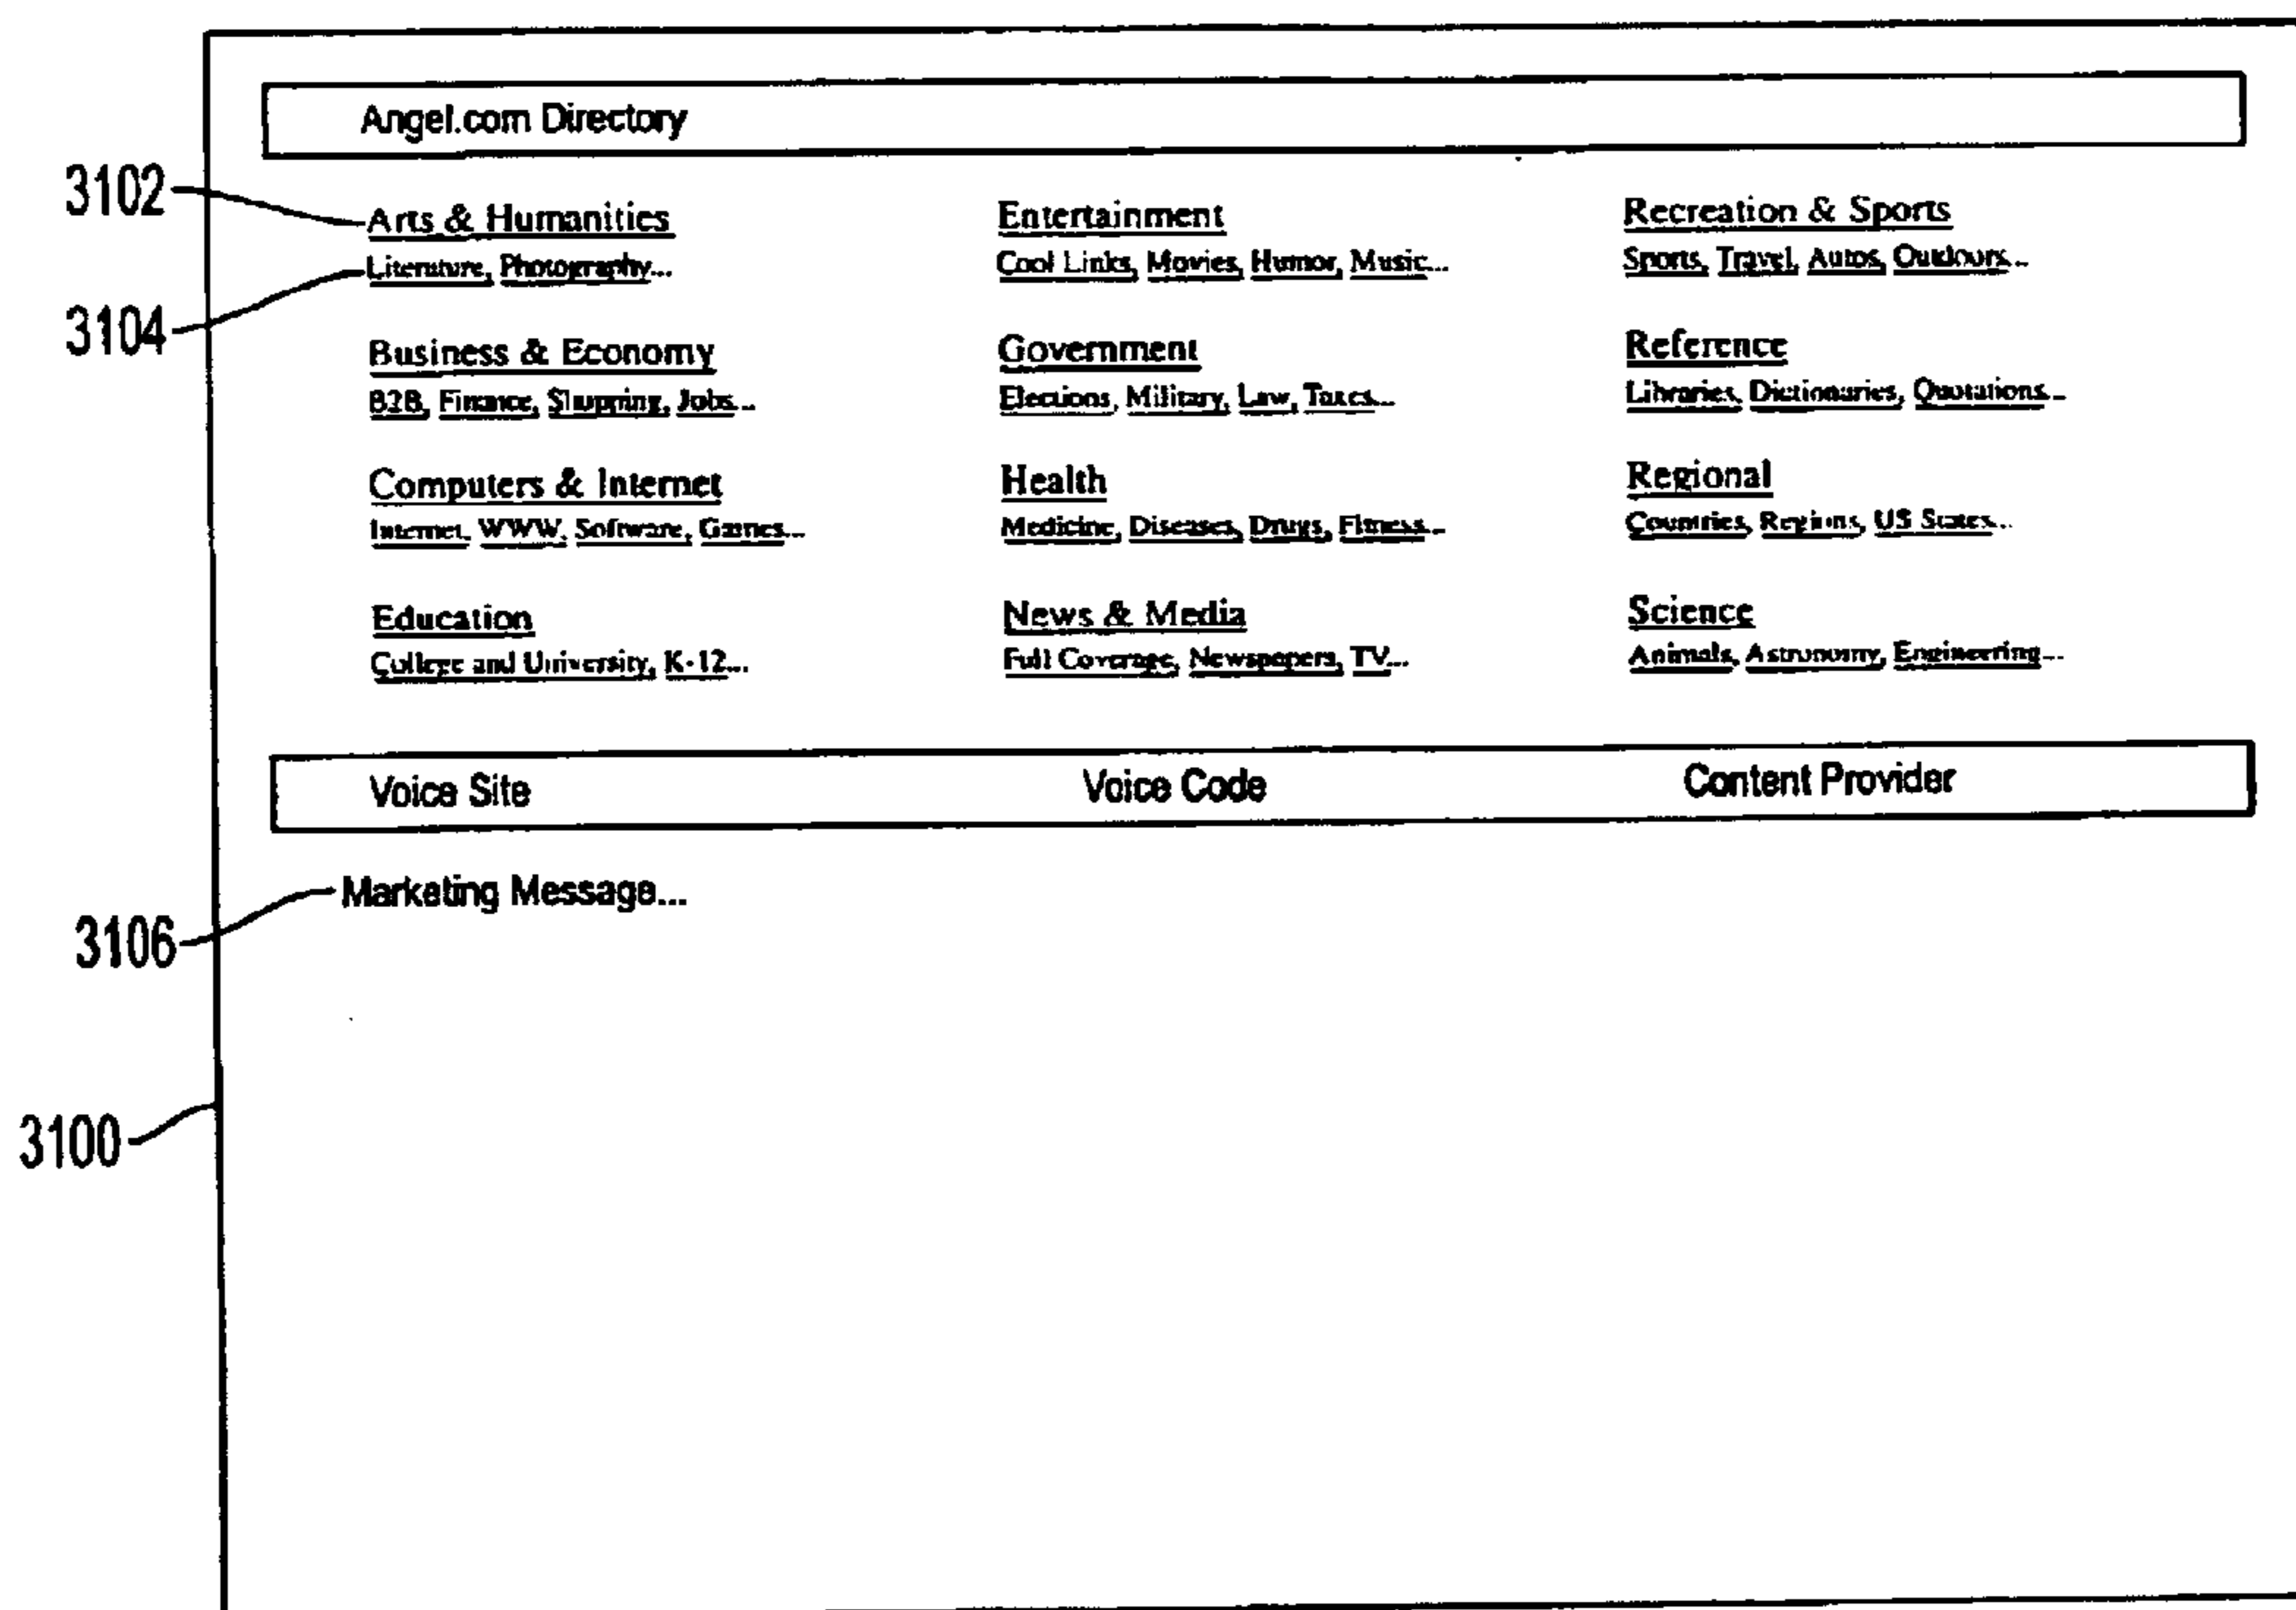 Angel.com Directory
3102
Arts & Humanities
Entertainment
Recreation & Sports
Literature, Photography...
Cool Links, Movies, Humor, Music...
Sports, Travel, Autos, Outdoors...
3104
Business & Economy
Government
Reference
B2B, Finance, Shopping, Jobs...
Elections, Military, Law, Taxes...
Libraries, Dictionaries, Quotations...
Computers & Internet
Health
Regional
Internet, WWW, Software, Games...
Medicine, Diseases, Drugs, Fitness...
Countries, Regions, US States...
Education
News & Media
Science
College and University, K-12...
Full Coverage, Newspapers, TV...
Animals, Astronomy, Engineering...
Voice Site
Voice Code
Content Provider
Marketing Message...
3106
3100